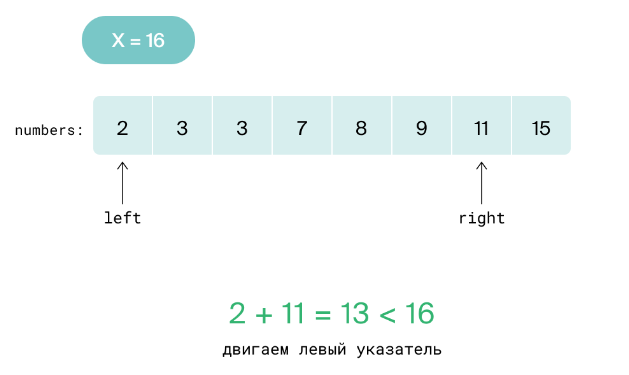 X = 16
numbers: 2 3 3 7 8 9 11 15
left right
2 + 11 = 13 < 16
двигаем левый указатель